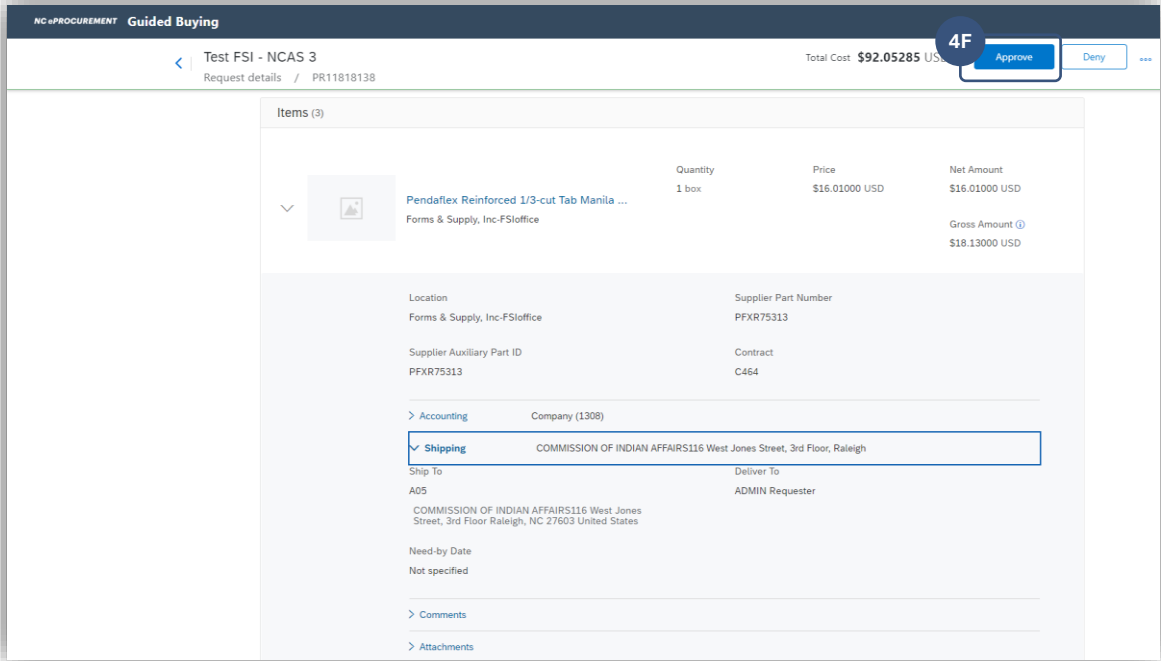 NC ePROCUREMENT Guided Buying
Test FSI - NCAS 3
Request details / PR11818138
Total Cost $92.05285
4F
Approve
Deny
Items (3)
Quantity
Price
Net Amount
Pendaflex Reinforced 1/3-cut Tab Manila ...
1 box
$16.01000 USD
$16.01000 USD
Forms & Supply, Inc-FSIoffice
Gross Amount
$18.13000 USD
Location
Supplier Part Number
Forms & Supply, Inc-FSIoffice
PFXR75313
Supplier Auxiliary Part ID
Contract
PFXR75313
C464
Accounting
Company (1308)
Shipping
COMMISSION OF INDIAN AFFAIRS116 West Jones Street, 3rd Floor, Raleigh
Ship To
Deliver To
A05
ADMIN Requester
COMMISSION OF INDIAN AFFAIRS116 West Jones
Street, 3rd Floor Raleigh, NC 27603 United States
Need-by Date
Not specified
Comments
Attachments